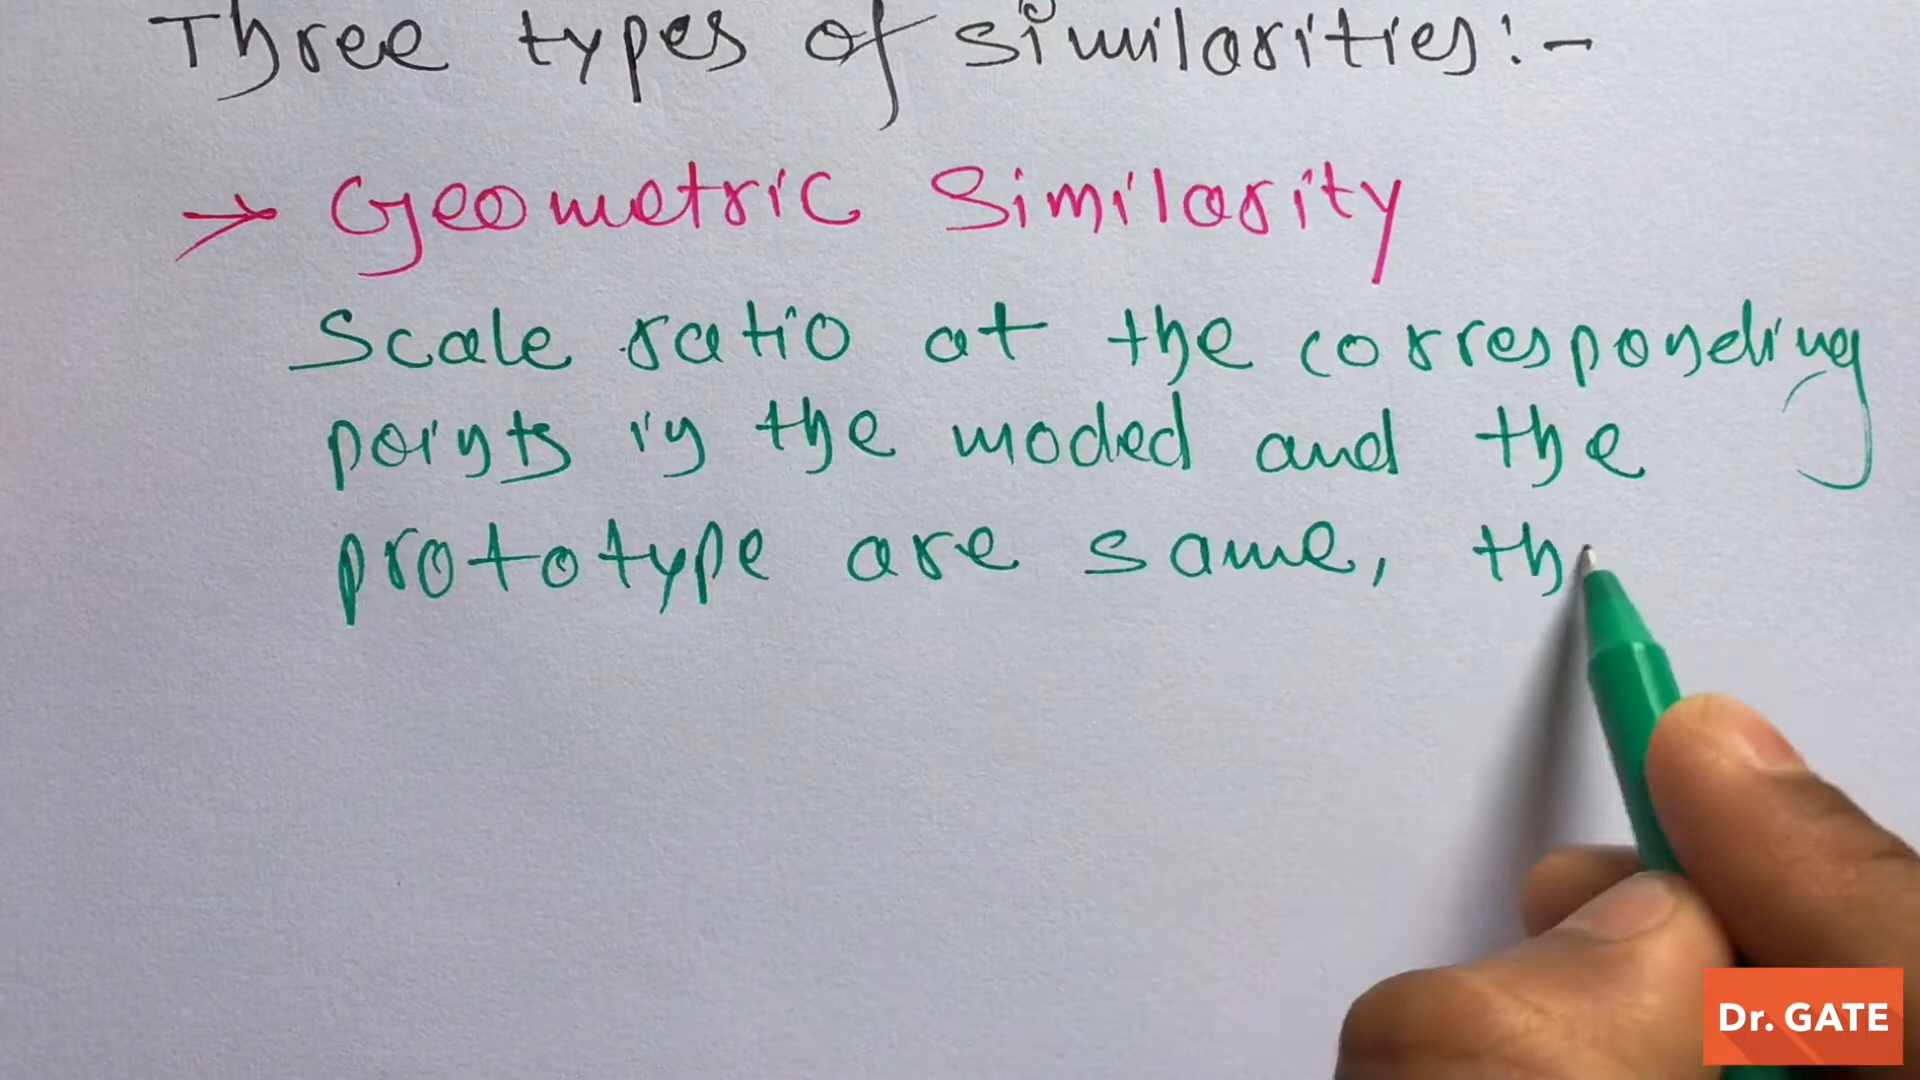 Three types of similarities:-
→ Geometric Similarity
Scale ratio at the corresponding
points in the moded and the
prototype are same, th
Dr. GATE